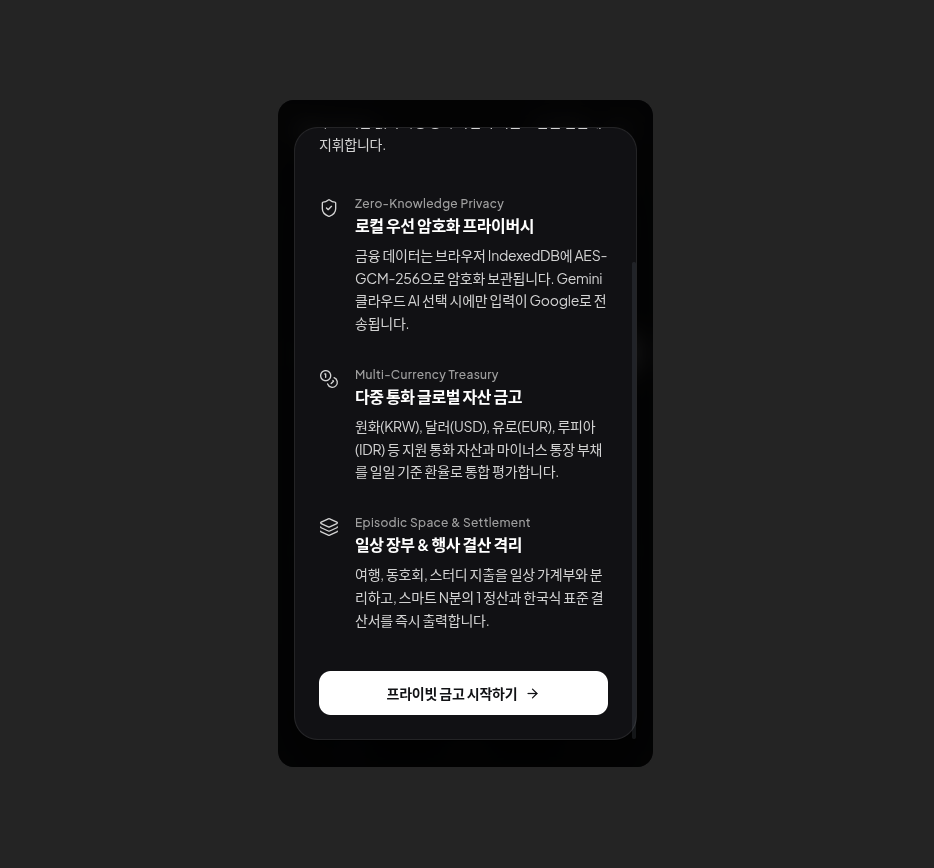 지휘합니다.
Zero-Knowledge Privacy
로컬 우선 암호화 프라이버시
금융 데이터는 브라우저 IndexedDB에 AES-
GCM-256으로 암호화 보관됩니다. Gemini
클라우드 AI 선택 시에만 입력이 Google로 전
송됩니다.
Multi-Currency Treasury
다중 통화 글로벌 자산 금고
원화(KRW), 달러(USD), 유로(EUR), 루피아
(IDR) 등 지원 통화 자산과 마이너스 통장 부채
를 일일 기준 환율로 통합 평가합니다.
Episodic Space & Settlement
일상 장부 & 행사 결산 격리
여행, 동호회, 스터디 지출을 일상 가계부와 분
리하고, 스마트 N분의 1 정산과 한국식 표준 결
산서를 즉시 출력합니다.
프라이빗 금고 시작하기 →